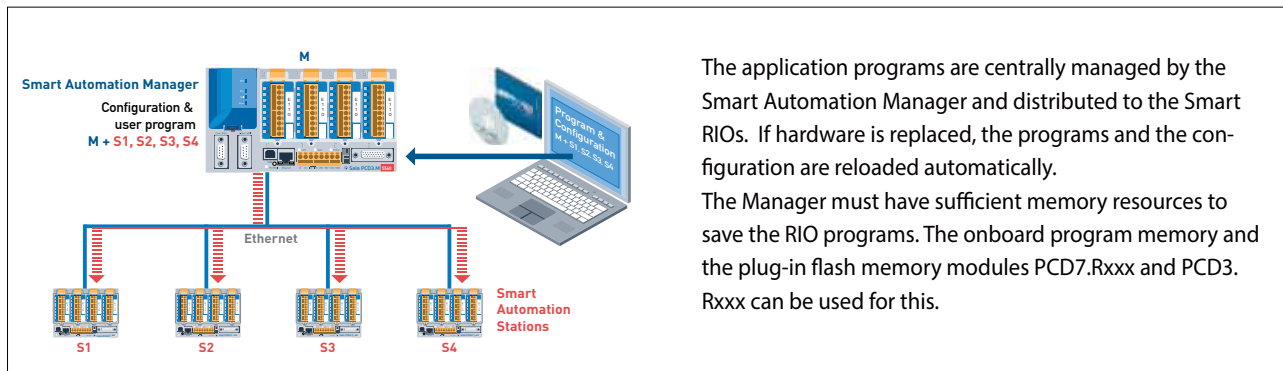 M
Smart Automation Manager
Configuration &
user program
M + S1, S2, S3, S4
Program &
Configuration
M + S1, S2, S3, S4
Ethernet
Smart
Automation
Stations
S1
S2
S3
S4
The application programs are centrally managed by the
Smart Automation Manager and distributed to the Smart
RIOs. If hardware is replaced, the programs and the con-
figuration are reloaded automatically.
The Manager must have sufficient memory resources to
save the RIO programs. The onboard program memory and
the plug-in flash memory modules PCD7.Rxxx and PCD3.
Rxxx can be used for this.